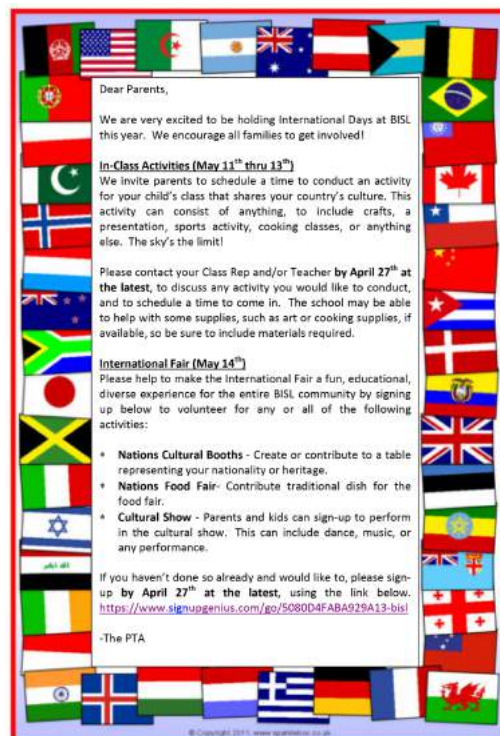 Dear Parents,
We are very excited to be holding International Days at BISL
this year. We encourage all families to get involved!
In-Class Activities (May 11th thru 13th)
We invite parents to schedule a time to conduct an activity
for your child's class that shares your country's culture. This
activity can consist of anything, to include crafts, a
presentation, sports activity, cooking classes, or anything
else. The sky's the limit!
Please contact your Class Rep and/or Teacher by April 27th at
the latest, to discuss any activity you would like to conduct,
and to schedule a time to come in. The school may be able
to help with some supplies, such as art or cooking supplies, if
available, so be sure to include materials required.
International Fair (May 14th)
Please help to make the International Fair a fun, educational,
diverse experience for the entire BISL community by signing
up below to volunteer for any or all of the following
activities:
* Nations Cultural Booths - Create or contribute to a table
representing your nationality or heritage.
* Nations Food Fair- Contribute traditional dish for the
food fair.
* Cultural Show - Parents and kids can sign-up to perform
in the cultural show. This can include dance, music, or
any performance.
If you haven't done so already and would like to, please sign-
up by April 27th at the latest, using the link below.
https://www.signupgenius.com/go/5080D4FABA929A13-bisl
-The PTA
© Copyright 2011, www.sparklebox.co.uk